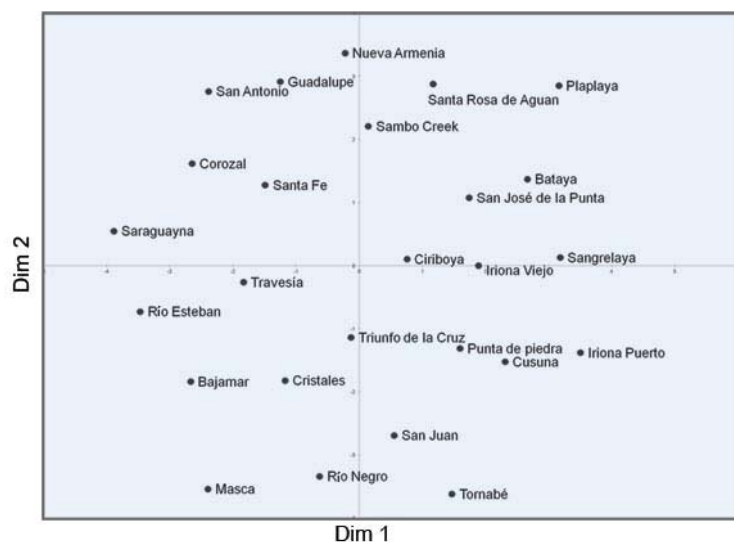 Nueva Armenia
Guadalupe
San Antonio
Plaplaya
Santa Rosa de Aguan
Sambo Creek
Corozal
Santa Fe
Bataya
San José de la Punta
Saraguayna
Ciriboya
Sangrelaya
Iriona Viejo
Travesía
Río Esteban
Triunfo de la Cruz
Punta de piedra
Iriona Puerto
Cusuna
Bajamar
Cristales
San Juan
Río Negro
Masca
Tornabé
Dim 2
Dim 1